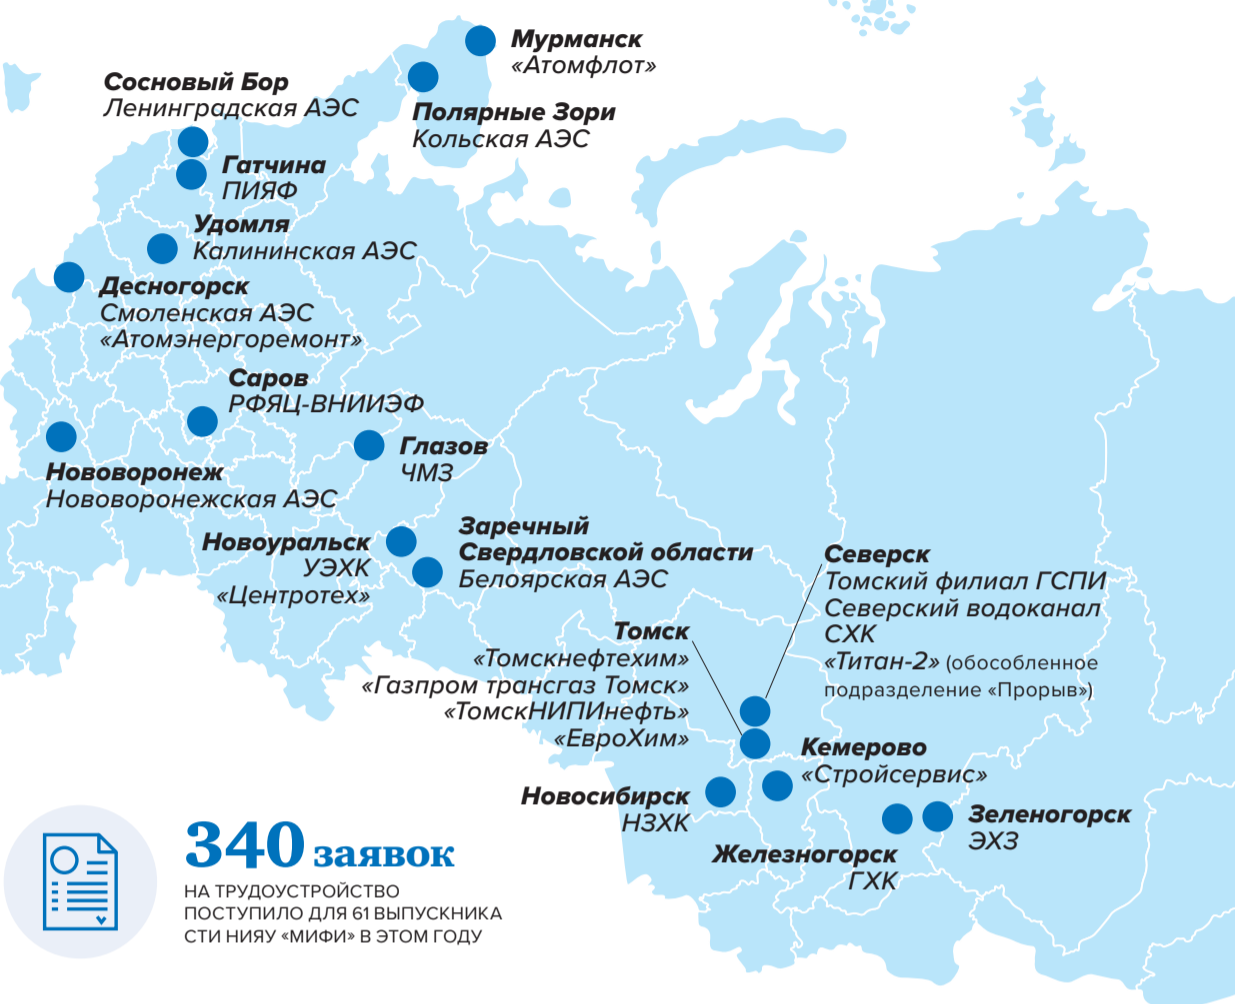 Мурманск
«Атомфлот»
Сосновый Бор
Ленинградская АЭС
Полярные Зори
Кольская АЭС
Гатчина
ПИЯФ
Удомля
Калининская АЭС
Десногорск
Смоленская АЭС
«Атомэнергоремонт»
Саров
РФЯЦ-ВНИИЭФ
Глазов
ЧМЗ
Нововоронеж
Нововоронежская АЭС
Новоуральск
УЭХК
«Центротех»
Заречный
Свердловской области
Белоярская АЭС
Северск
Томский филиал ГСПИ
Северский водоканал
СХК
«Титан-2» (обособленное
подразделение «Прорыв»)
Томск
«Томскнефтехим»
«Газпром трансгаз Томск»
«ТомскНИПИнефть»
«ЕвроХим»
Кемерово
«Стройсервис»
Новосибирск
НЗХК
Зеленогорск
ЭХЗ
Железногорск
ГХК
340 заявок
НА ТРУДОУСТРОЙСТВО
ПОСТУПИЛО ДЛЯ 61 ВЫПУСКНИКА
СТИ НИЯУ «МИФИ» В ЭТОМ ГОДУ